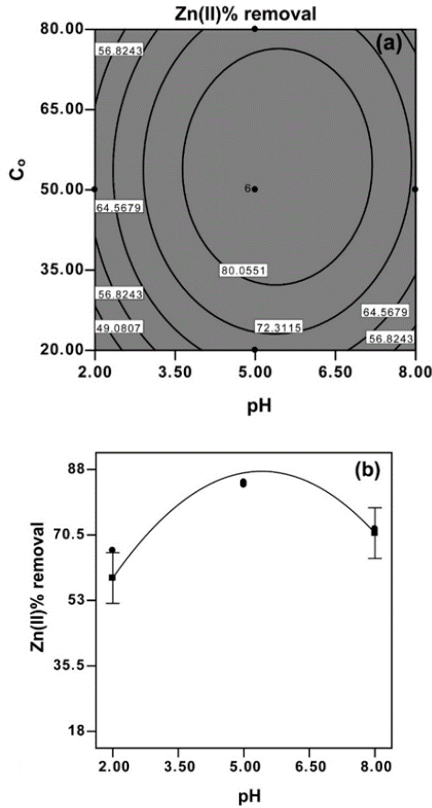 Zn(II)% removal
(a)
80.00
65.00
50.00
35.00
20.00
C₀
56.8243
64.5679
56.8243
49.0807
6
80.0551
72.3115
64.5679
56.8243
2.00 3.50 5.00 6.50 8.00
pH
(b)
88
70.5
53
35.5
18
Zn(II)% removal
2.00 3.50 5.00 6.50 8.00
pH